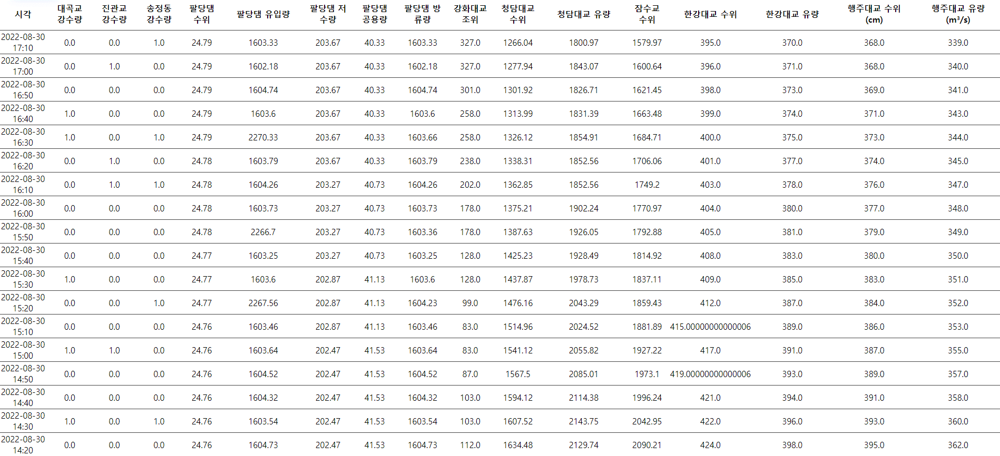 시각 대곡교 강수량 진관교 강수량 송정동 강수량 팔당댐 수위 팔당댐 유입량 팔당댐 저수량 팔당댐 공용량 팔당댐 방류량 강화대교 조위 청담대교 수위 청담대교 유량 잠수교 수위 한강대교 수위 한강대교 유량 행주대교 수위 (cm) 행주대교 유량 (m³/s)
2022-08-30 17:10 0.0 0.0 1.0 24.79 1603.33 203.67 40.33 1603.33 327.0 1266.04 1800.97 1579.97 395.0 370.0 368.0 339.0
2022-08-30 17:00 0.0 1.0 0.0 24.79 1602.18 203.67 40.33 1602.18 327.0 1277.94 1843.07 1600.64 396.0 371.0 368.0 340.0
2022-08-30 16:50 0.0 0.0 0.0 24.79 1604.74 203.67 40.33 1604.74 301.0 1301.92 1826.71 1621.45 398.0 373.0 369.0 341.0
2022-08-30 16:40 1.0 0.0 0.0 24.79 1603.6 203.67 40.33 1603.6 258.0 1313.99 1831.39 1663.48 399.0 374.0 371.0 343.0
2022-08-30 16:30 1.0 0.0 1.0 24.79 2270.33 203.67 40.33 1603.66 258.0 1326.12 1854.91 1684.71 400.0 375.0 373.0 344.0
2022-08-30 16:20 0.0 1.0 0.0 24.78 1603.79 203.67 40.33 1603.79 238.0 1338.31 1852.56 1706.06 401.0 377.0 374.0 345.0
2022-08-30 16:10 0.0 1.0 1.0 24.78 1604.26 203.27 40.73 1604.26 202.0 1362.85 1852.56 1749.2 403.0 378.0 376.0 347.0
2022-08-30 16:00 0.0 0.0 0.0 24.78 1603.73 203.27 40.73 1603.73 178.0 1375.21 1902.24 1770.97 404.0 380.0 377.0 348.0
2022-08-30 15:50 0.0 0.0 0.0 24.78 2266.7 203.27 40.73 1603.36 178.0 1387.63 1926.05 1792.88 405.0 381.0 379.0 349.0
2022-08-30 15:40 0.0 0.0 0.0 24.77 1603.25 203.27 40.73 1603.25 128.0 1425.23 1928.49 1814.92 408.0 383.0 380.0 350.0
2022-08-30 15:30 1.0 0.0 0.0 24.77 1603.6 202.87 41.13 1603.6 128.0 1437.87 1978.73 1837.11 409.0 385.0 383.0 351.0
2022-08-30 15:20 0.0 0.0 1.0 24.77 2267.56 202.87 41.13 1604.23 99.0 1476.16 2043.29 1859.43 412.0 387.0 384.0 352.0
2022-08-30 15:10 0.0 0.0 0.0 24.76 1603.46 202.87 41.13 1603.46 83.0 1514.96 2024.52 1881.89 415.00000000000006 389.0 386.0 353.0
2022-08-30 15:00 1.0 1.0 0.0 24.76 1603.64 202.47 41.53 1603.64 83.0 1541.12 2055.82 1927.22 417.0 391.0 387.0 355.0
2022-08-30 14:50 0.0 0.0 0.0 24.76 1604.52 202.47 41.53 1604.52 87.0 1567.5 2085.01 1973.1 419.00000000000006 393.0 389.0 357.0
2022-08-30 14:40 0.0 0.0 0.0 24.76 1604.32 202.47 41.53 1604.32 103.0 1594.12 2114.38 1996.24 421.0 394.0 391.0 358.0
2022-08-30 14:30 1.0 0.0 1.0 24.76 1603.54 202.47 41.53 1603.54 103.0 1607.52 2143.75 2042.95 422.0 396.0 393.0 360.0
2022-08-30 14:20 0.0 0.0 0.0 24.76 1604.73 202.47 41.53 1604.73 112.0 1634.48 2129.74 2090.21 424.0 398.0 395.0 362.0